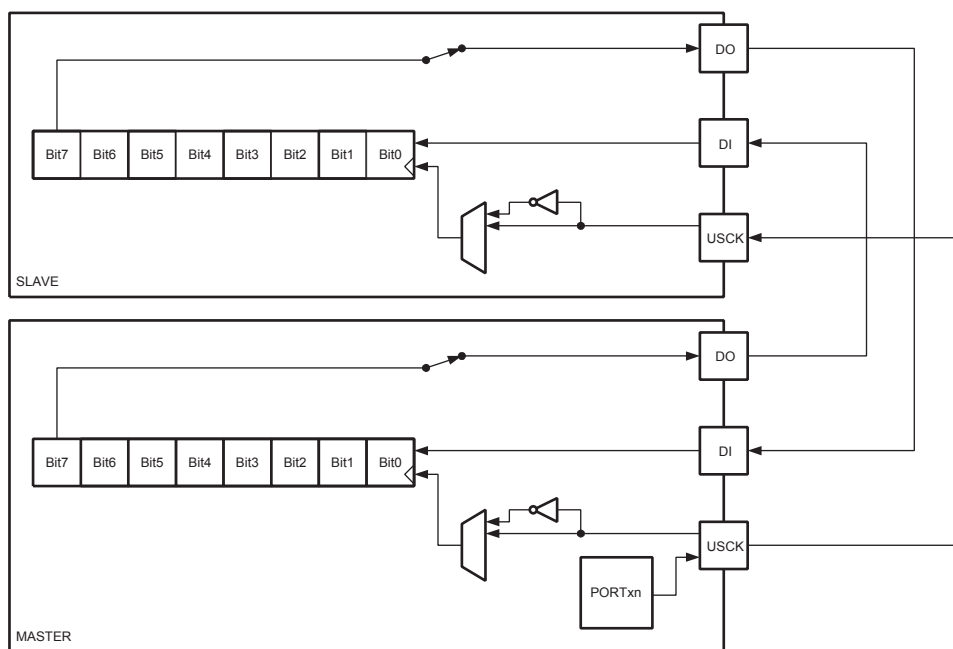 DO
Bit7 Bit6 Bit5 Bit4 Bit3 Bit2 Bit1 Bit0
DI
USCK
SLAVE
DO
Bit7 Bit6 Bit5 Bit4 Bit3 Bit2 Bit1 Bit0
DI
USCK
PORTxn
MASTER